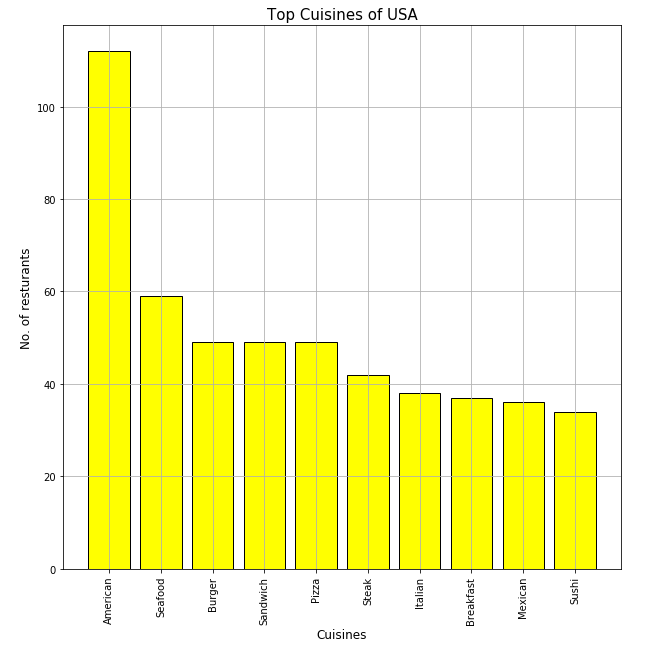 Top Cuisines of USA
No. of resturants
100
80
60
40
20
0
American
Seafood
Burger
Sandwich
Pizza
Steak
Italian
Breakfast
Mexican
Sushi
Cuisines